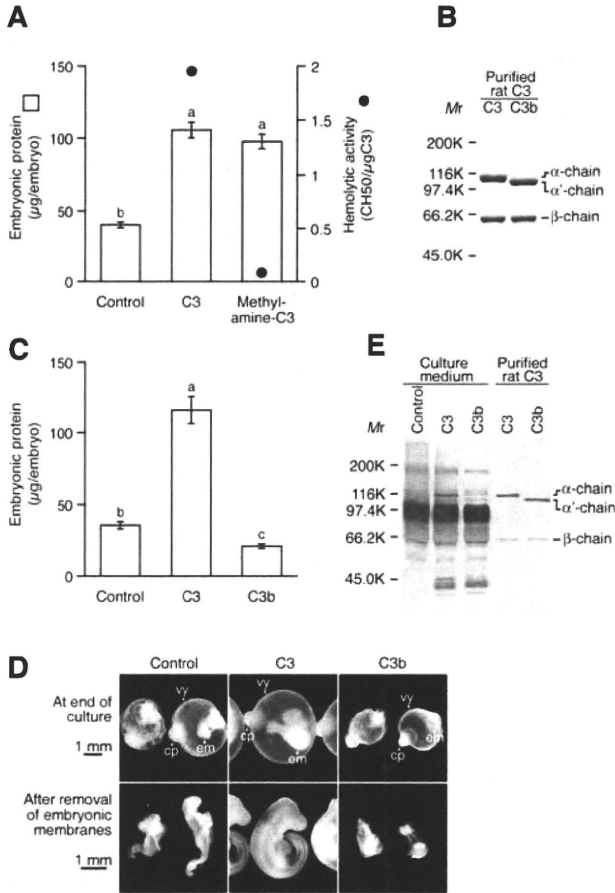 A
Embryonic protein
(µg/embryo)
150
100
50
0
b
a
a
Control
C3
Methyl-
amine-C3
2
1.5
1
0.5
0
Hemolytic activity
(CH50/µgC3)
B
Purified
rat C3
Mr
C3
C3b
200K
116K
97.4K
66.2K
45.0K
α-chain
α'-chain
β-chain
C
Embryonic protein
(µg/embryo)
150
100
50
0
b
a
c
Control
C3
C3b
E
Culture
medium
Purified
rat C3
Mr
Control
C3
C3b
C3
C3b
200K
116K
97.4K
66.2K
45.0K
α-chain
α'-chain
β-chain
D
Control
C3
C3b
At end of
culture
1 mm
vy
cp
em
vy
cp
em
vy
cp
em
After removal
of embryonic
membranes
1 mm